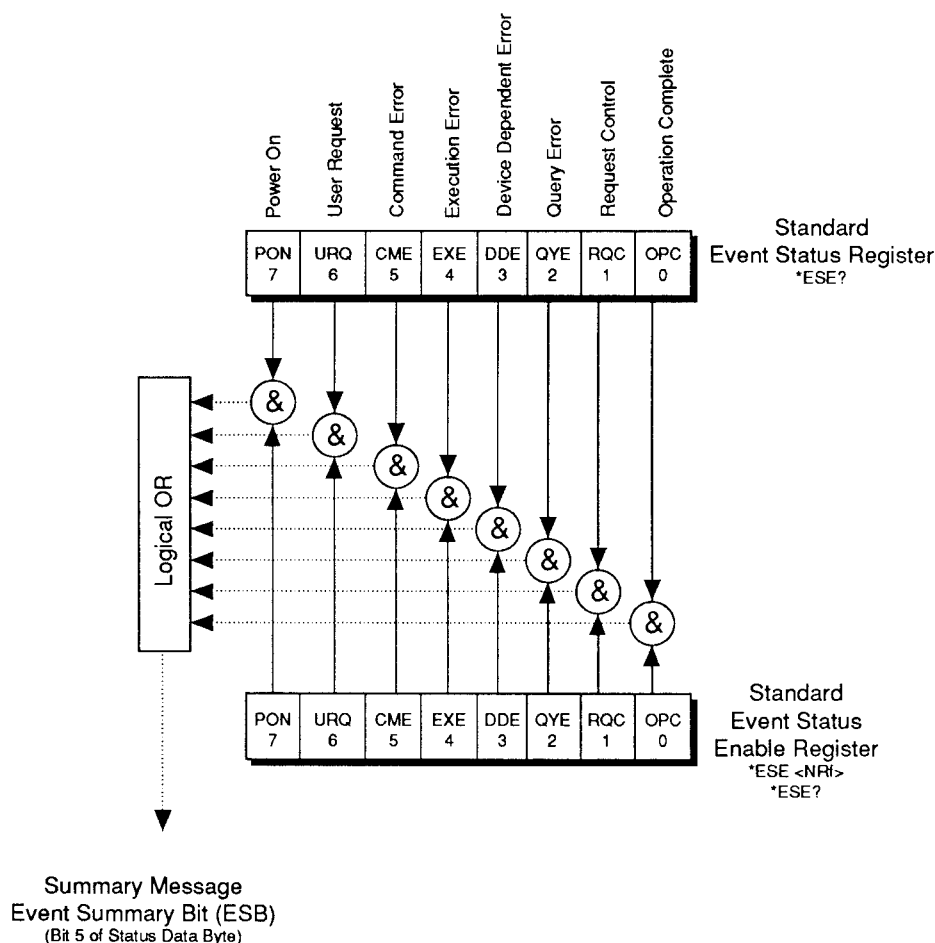 Power On
User Request
Command Error
Execution Error
Device Dependent Error
Query Error
Request Control
Operation Complete
PON URQ CME EXE DDE QYE RQC OPC
7 6 5 4 3 2 1 0
Standard
Event Status Register
*ESE?
&
&
&
&
&
&
&
&
Logical OR
PON URQ CME EXE DDE QYE RQC OPC
7 6 5 4 3 2 1 0
Standard
Event Status
Enable Register
*ESE <NRf>
*ESE?
Summary Message
Event Summary Bit (ESB)
(Bit 5 of Status Data Byte)